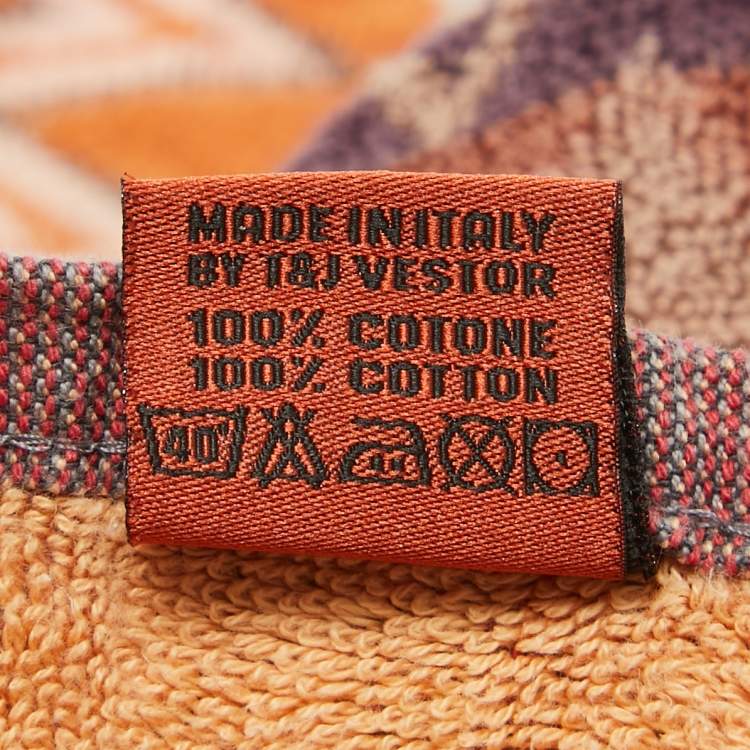 MADE IN ITALY
BY T&J VESTOR
100% COTONE
100% COTTON
40°